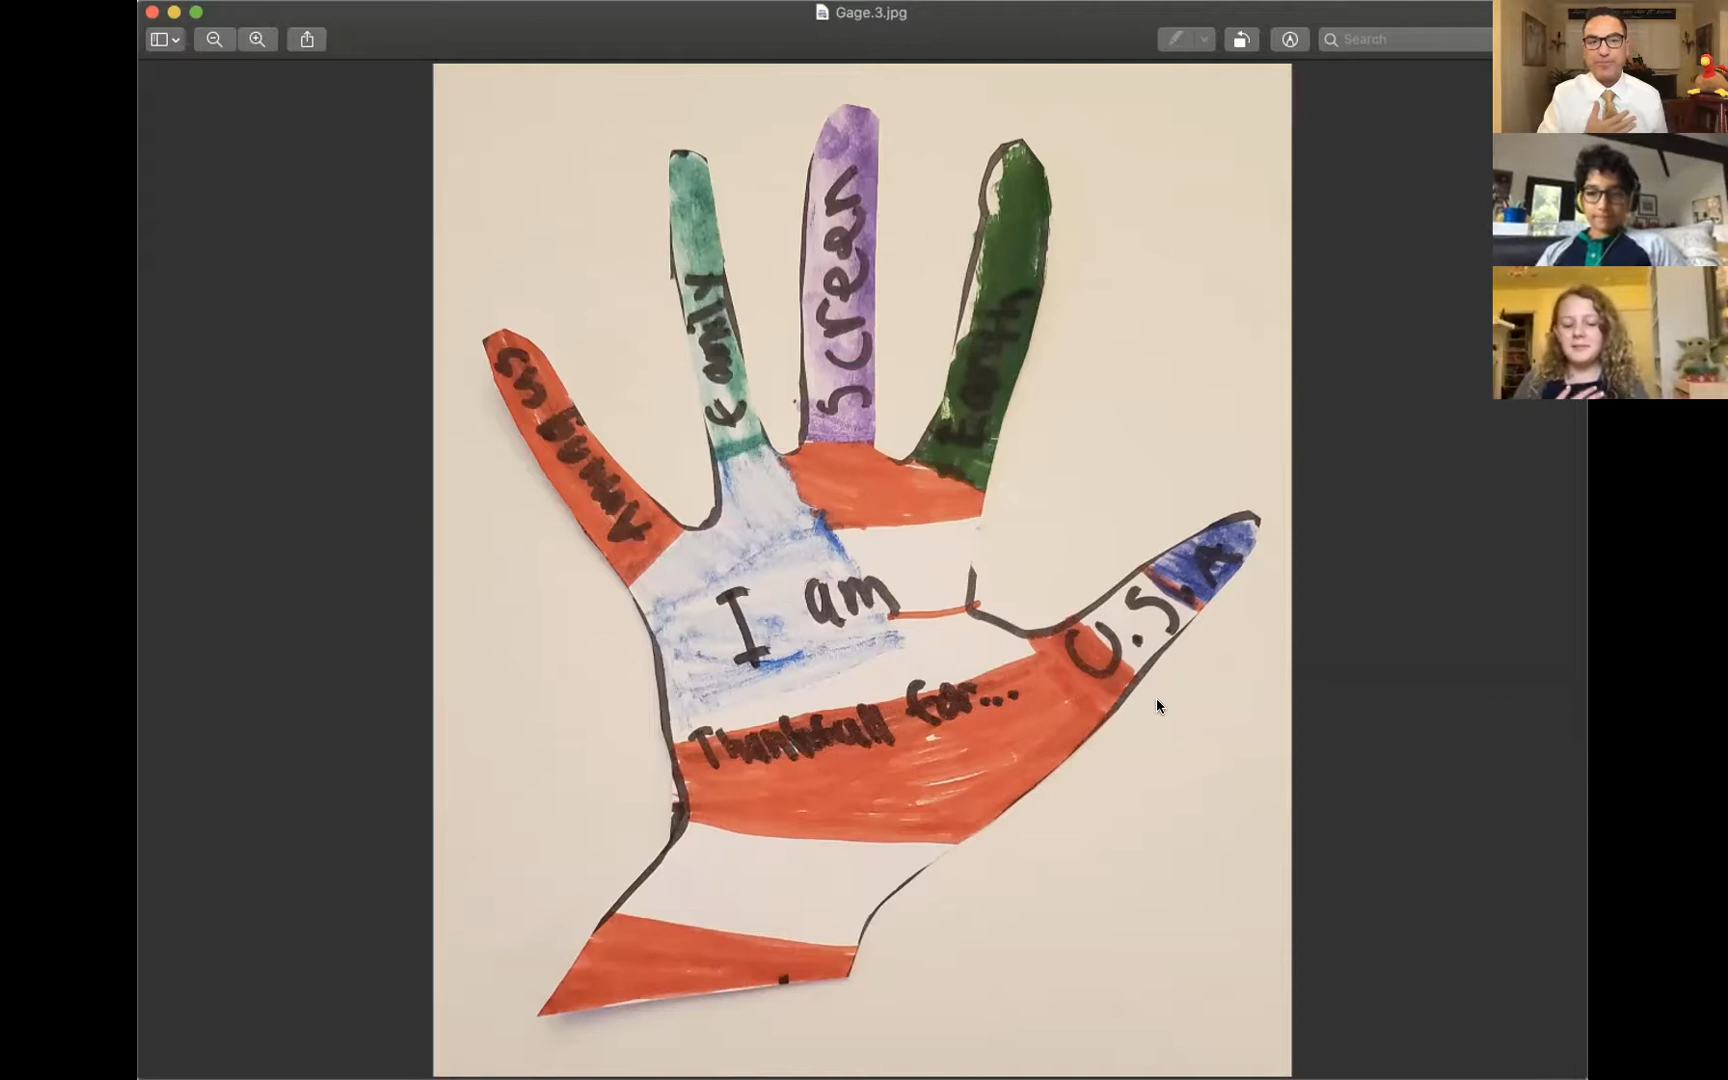 Gage.3.jpg
Search
family
screen
Earth
I am
Thankfull for...
U.S.A